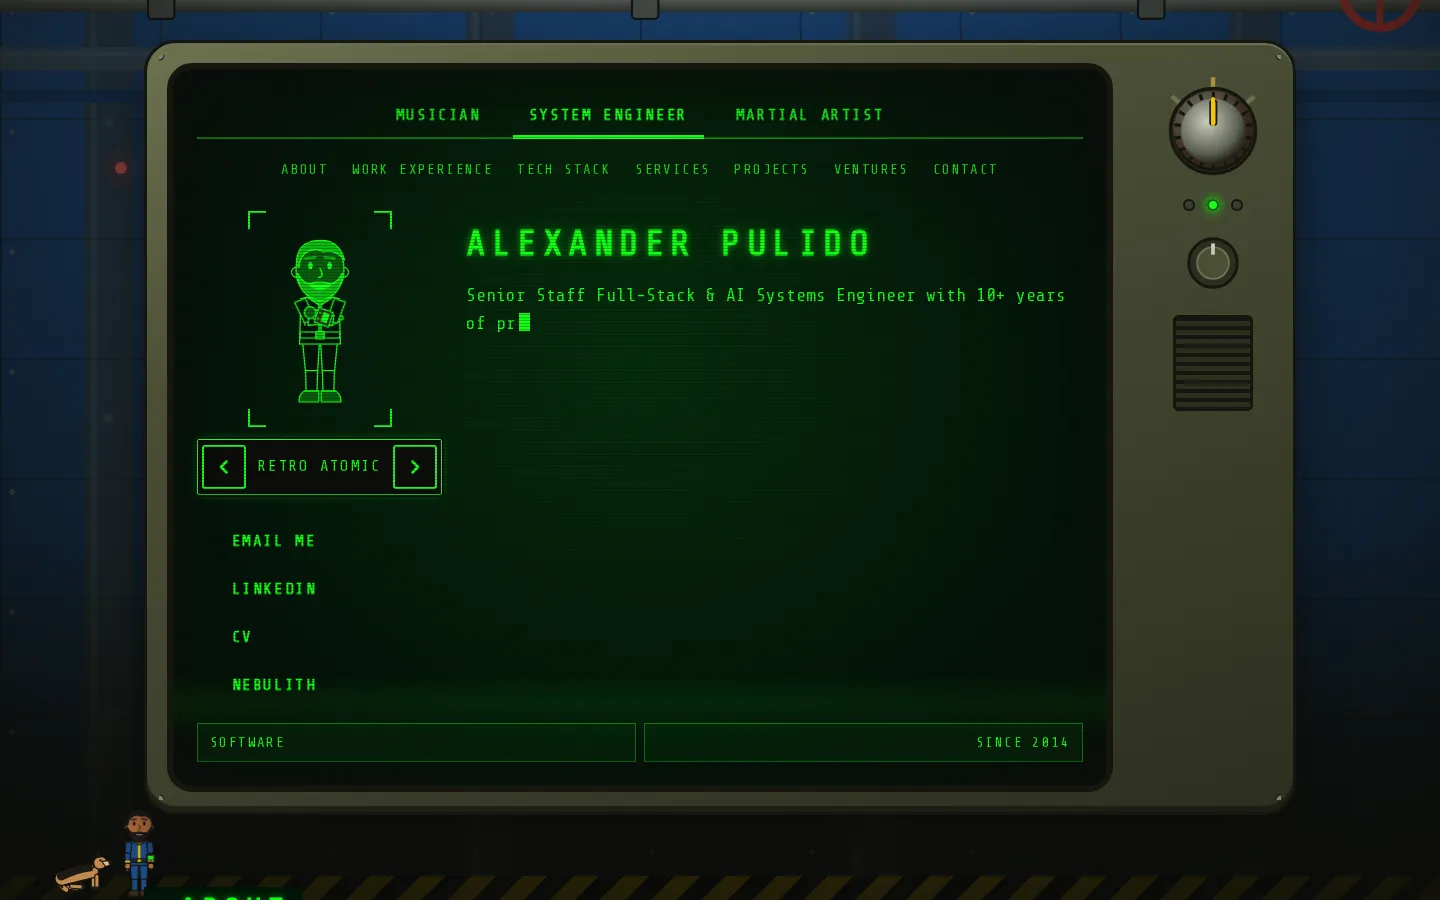 MUSICIAN SYSTEM ENGINEER MARTIAL ARTIST
ABOUT WORK EXPERIENCE TECH STACK SERVICES PROJECTS VENTURES CONTACT
ALEXANDER PULIDO
Senior Staff Full-Stack & AI Systems Engineer with 10+ years
of pr
RETRO ATOMIC
EMAIL ME
LINKEDIN
CV
NEBULITH
SOFTWARE
SINCE 2014
ABOUT